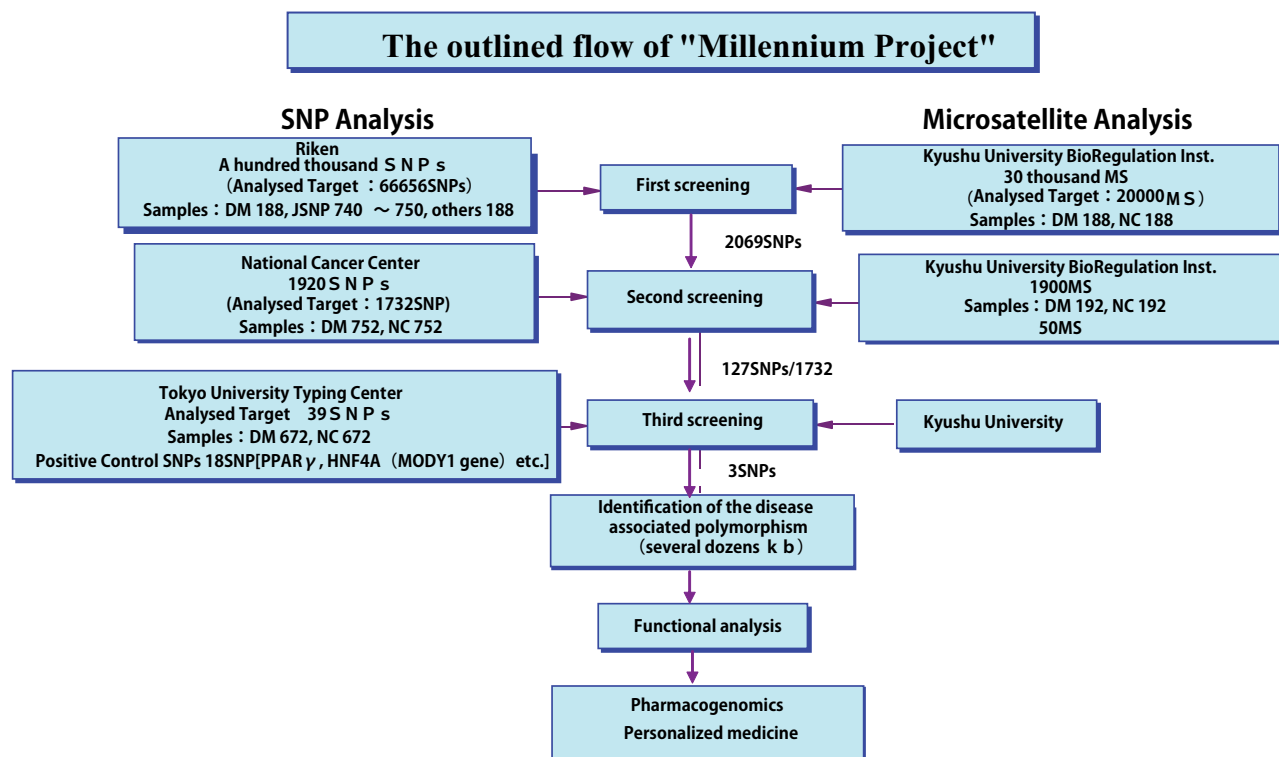 The outlined flow of "Millennium Project"
SNP Analysis
Riken
A hundred thousand ＳＮＰｓ
（Analysed Target ：66656SNPs）
Samples：DM 188, JSNP 740 ～ 750, others 188
Microsatellite Analysis
Kyushu University BioRegulation Inst.
30 thousand MS
（Analysed Target：20000ＭＳ）
Samples：DM 188, NC 188
First screening
2069SNPs
National Cancer Center
1920ＳＮＰｓ
(Analysed Target：1732SNP)
Samples：DM 752, NC 752
Second screening
Kyushu University BioRegulation Inst.
1900MS
Samples：DM 192, NC 192
50MS
127SNPs/1732
Tokyo University Typing Center
Analysed Target 39ＳＮＰｓ
Samples：DM 672, NC 672
Positive Control SNPs 18SNP[PPARγ, HNF4A（MODY1 gene）etc.]
Third screening
Kyushu University
3SNPs
Identification of the disease
associated polymorphism
（several dozens ｋｂ）
Functional analysis
Pharmacogenomics
Personalized medicine